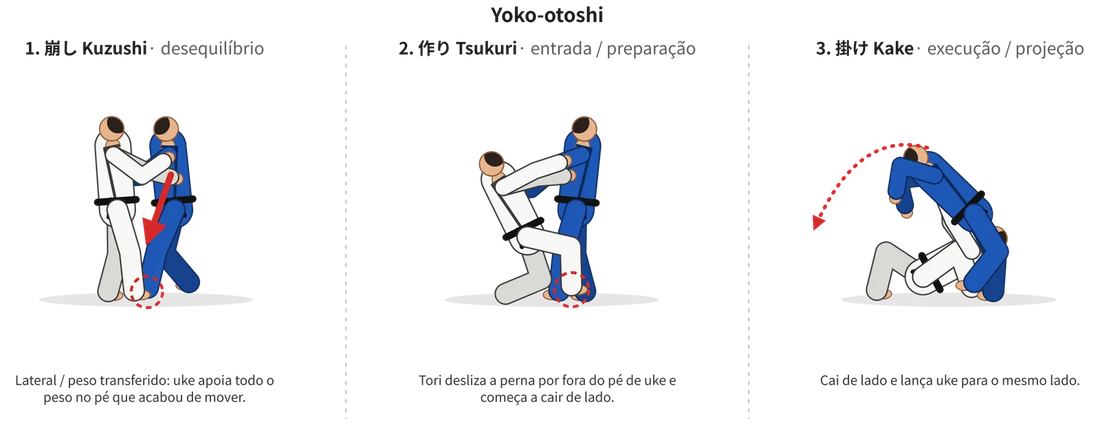 Yoko-otoshi
1. 崩し Kuzushi · desequilíbrio
2. 作り Tsukuri · entrada / preparação
3. 掛け Kake · execução / projeção
Lateral / peso transferido: uke apoia todo o
peso no pé que acabou de mover.
Tori desliza a perna por fora do pé de uke e
começa a cair de lado.
Cai de lado e lança uke para o mesmo lado.